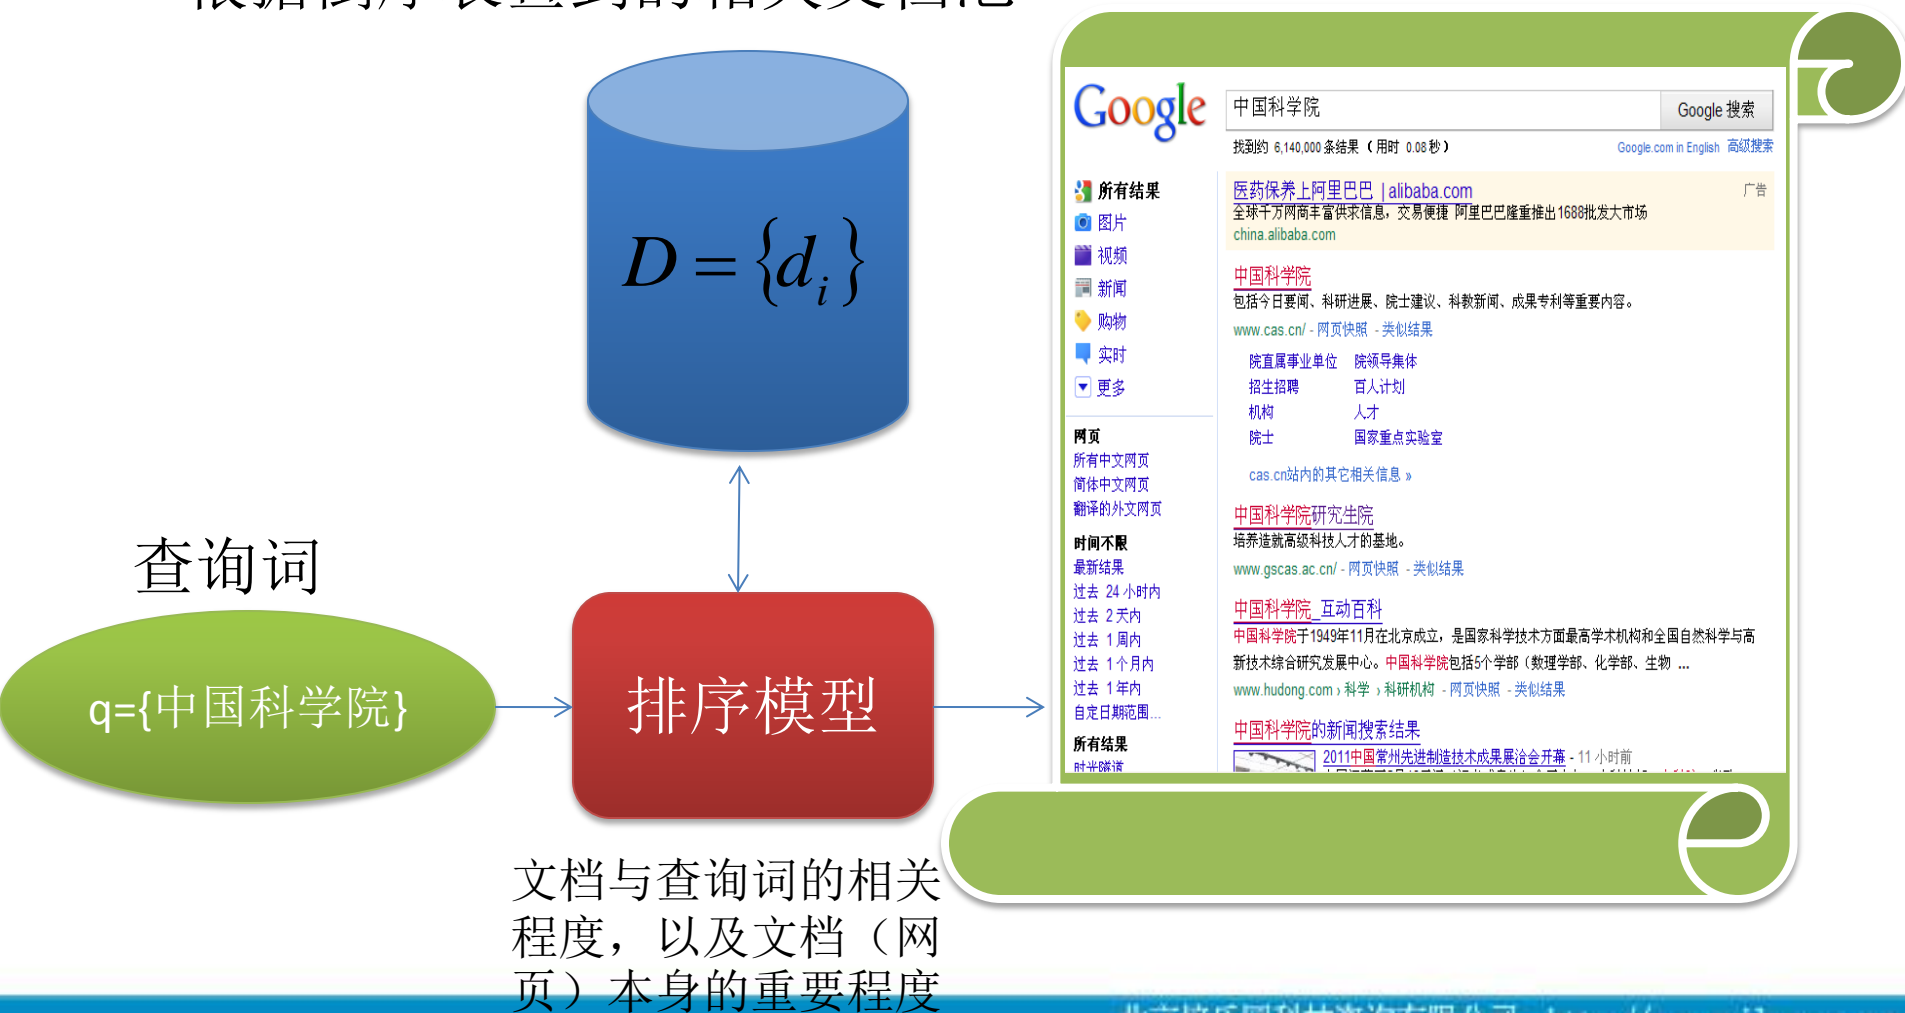 根据倒序表查到的相关文档池
D={d_i}
查询词
q={中国科学院}
排序模型
文档与查询词的相关
程度，以及文档（网
页）本身的重要程度
Google
中国科学院
Google 搜索
找到约 6,140,000 条结果（用时 0.08 秒）
Google.com in English 高级搜索
所有结果
图片
视频
新闻
购物
实时
更多
网页
所有中文网页
简体中文网页
翻译的外文网页
时间不限
最新结果
过去 24 小时内
过去 2 天内
过去 1 周内
过去 1 个月内
过去 1 年内
自定日期范围...
所有结果
时光隧道
医药保养上阿里巴巴 | alibaba.com
广告
全球千万网商丰富供求信息，交易便捷 阿里巴巴隆重推出1688批发大市场
china.alibaba.com
中国科学院
包括今日要闻、科研进展、院士建议、科教新闻、成果专利等重要内容。
www.cas.cn/ - 网页快照 - 类似结果
院直属事业单位 院领导集体
招生招聘 百人计划
机构 人才
院士 国家重点实验室
cas.cn站内的其它相关信息 »
中国科学院研究生院
培养造就高级科技人才的基地。
www.gscas.ac.cn/ - 网页快照 - 类似结果
中国科学院_互动百科
中国科学院于1949年11月在北京成立，是国家科学技术方面最高学术机构和全国自然科学与高
新技术综合研究发展中心。中国科学院包括5个学部（数理学部、化学部、生物 ...
www.hudong.com › 科学 › 科研机构 - 网页快照 - 类似结果
中国科学院的新闻搜索结果
2011中国常州先进制造技术成果展洽会开幕 - 11 小时前